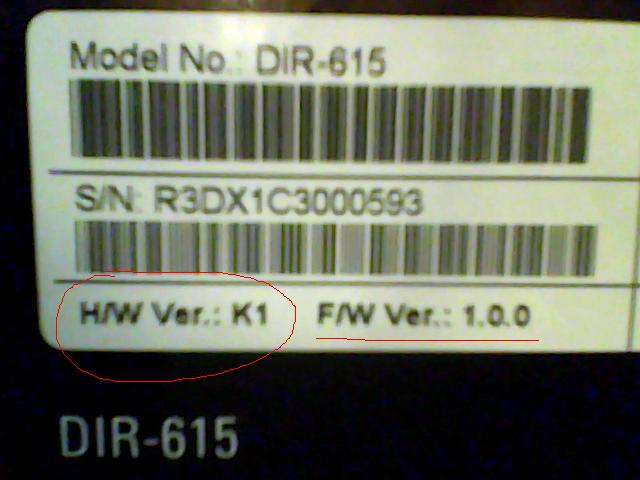 Model No.: DIR-615
S/N: R3DX1C3000593
H/W Ver.: K1 F/W Ver.: 1.0.0
DIR-615